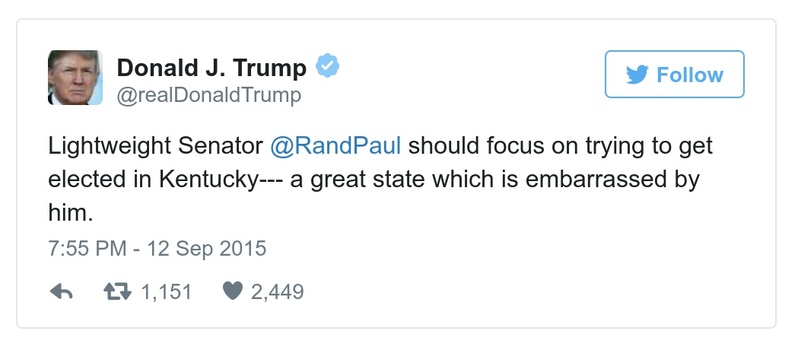 Donald J. Trump
@realDonaldTrump
Follow
Lightweight Senator @RandPaul should focus on trying to get
elected in Kentucky--- a great state which is embarrassed by
him.
7:55 PM - 12 Sep 2015
1,151 2,449